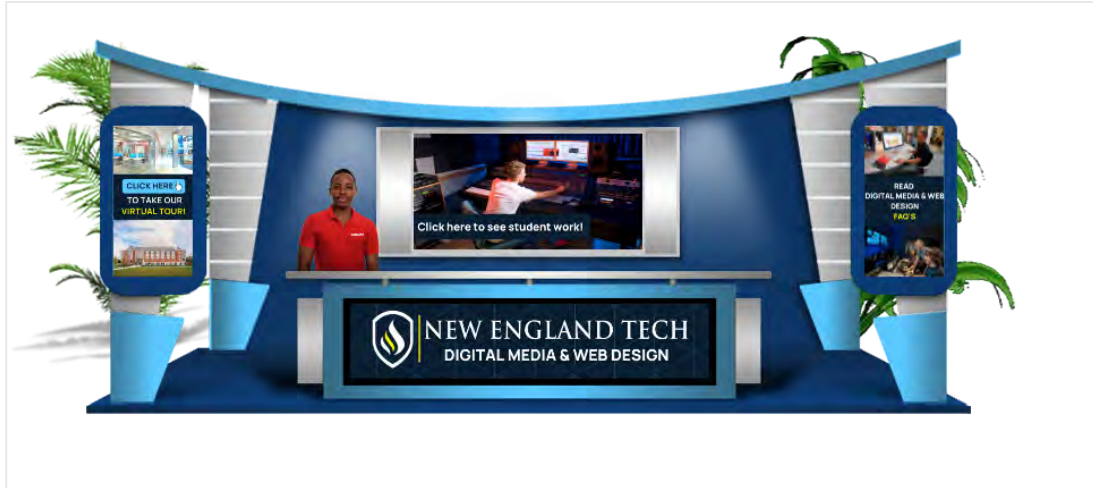 CLICK HERE
TO TAKE OUR
VIRTUAL TOUR!
Click here to see student work!
READ
DIGITAL MEDIA & WEB
DESIGN
FAQ'S
NEW ENGLAND TECH
DIGITAL MEDIA & WEB DESIGN